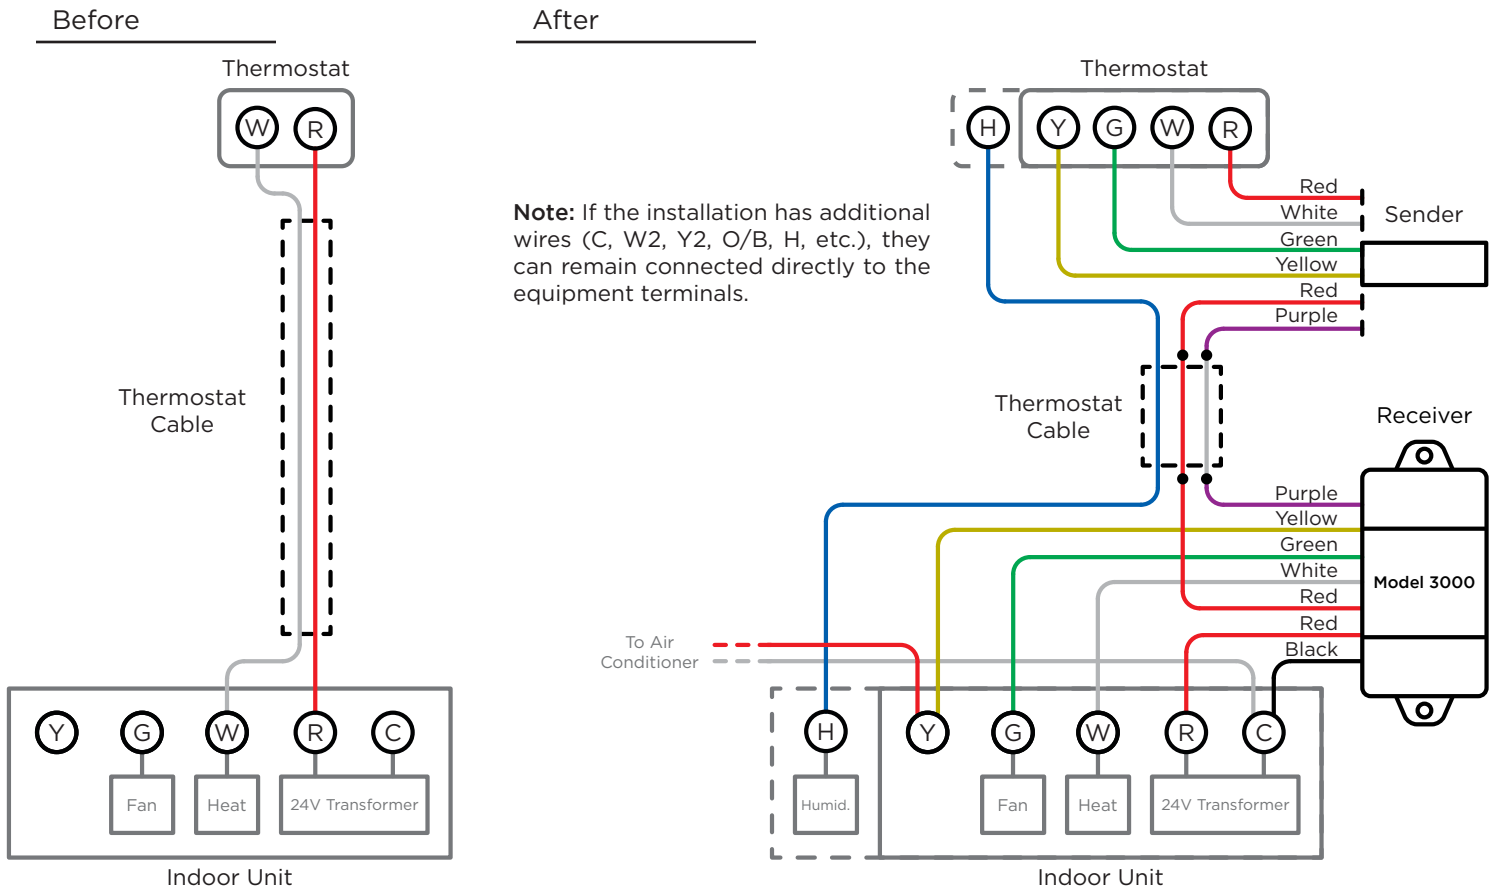 Before
Thermostat
W R
Thermostat
Cable
Y G W R C
Fan Heat 24V Transformer
Indoor Unit
After
Thermostat
H Y G W R
Note: If the installation has additional
wires (C, W2, Y2, O/B, H, etc.), they
can remain connected directly to the
equipment terminals.
Red
White
Green
Yellow
Red
Purple
Sender
Thermostat
Cable
Receiver
Purple
Yellow
Green
White
Red
Red
Black
Model 3000
To Air
Conditioner
H Y G W R C
Humid. Fan Heat 24V Transformer
Indoor Unit